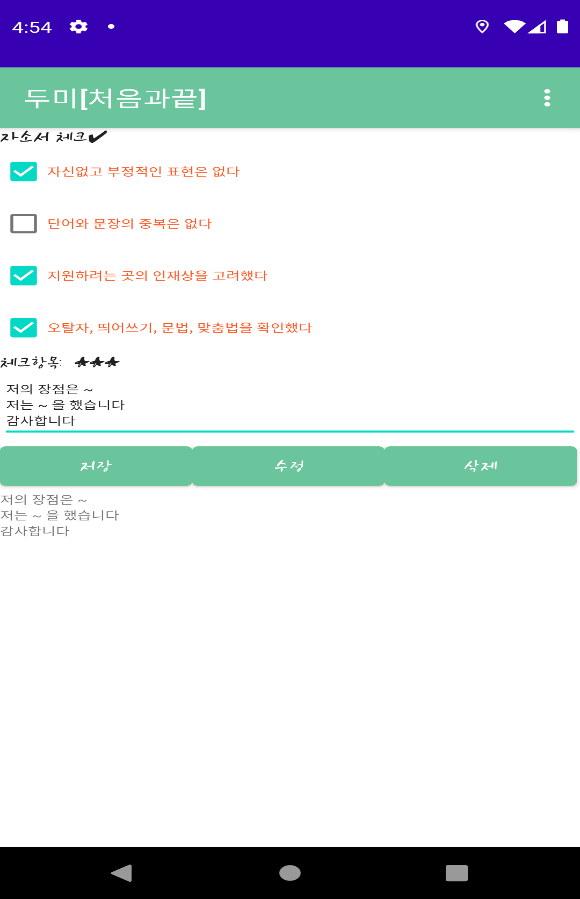 4:54
두미[처음과끝]
자소서 체크✔
자신없고 부정적인 표현은 없다
단어와 문장의 중복은 없다
지원하려는 곳의 인재상을 고려했다
오탈자, 띄어쓰기, 문법, 맞춤법을 확인했다
체크항목: ★★★
저의 장점은 ~
저는 ~ 을 했습니다
감사합니다
저장 수정 삭제
저의 장점은 ~
저는 ~ 을 했습니다
감사합니다